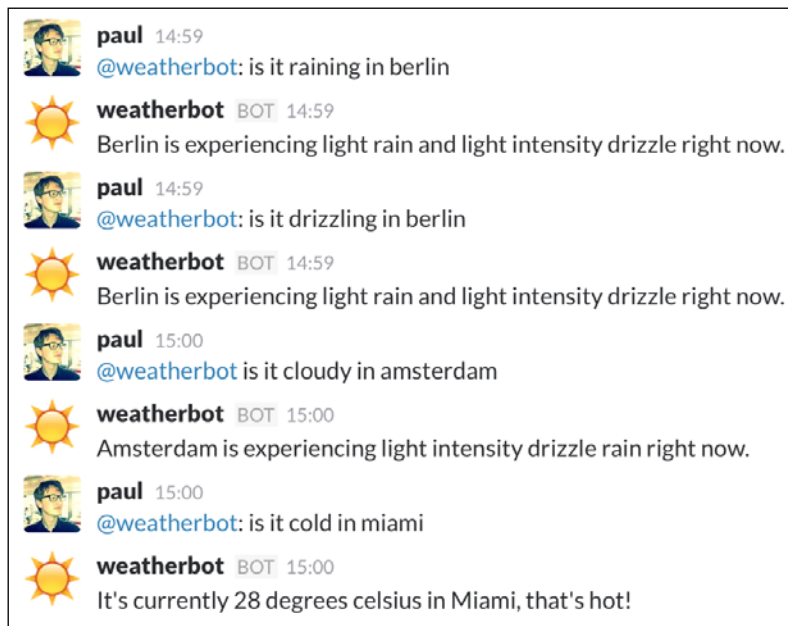 paul 14:59
@weatherbot: is it raining in berlin
weatherbot BOT 14:59
Berlin is experiencing light rain and light intensity drizzle right now.
paul 14:59
@weatherbot: is it drizzling in berlin
weatherbot BOT 14:59
Berlin is experiencing light rain and light intensity drizzle right now.
paul 15:00
@weatherbot is it cloudy in amsterdam
weatherbot BOT 15:00
Amsterdam is experiencing light intensity drizzle rain right now.
paul 15:00
@weatherbot: is it cold in miami
weatherbot BOT 15:00
It's currently 28 degrees celsius in Miami, that's hot!